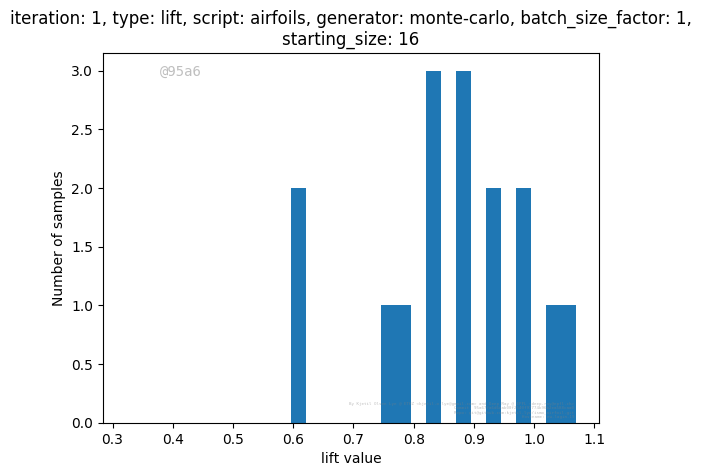 iteration: 1, type: lift, script: airfoils, generator: monte-carlo, batch_size_factor: 1,
starting_size: 16
@95a6
3.0
2.5
2.0
1.5
1.0
0.5
0.0
Number of samples
0.3 0.4 0.5 0.6 0.7 0.8 0.9 1.0 1.1
lift value